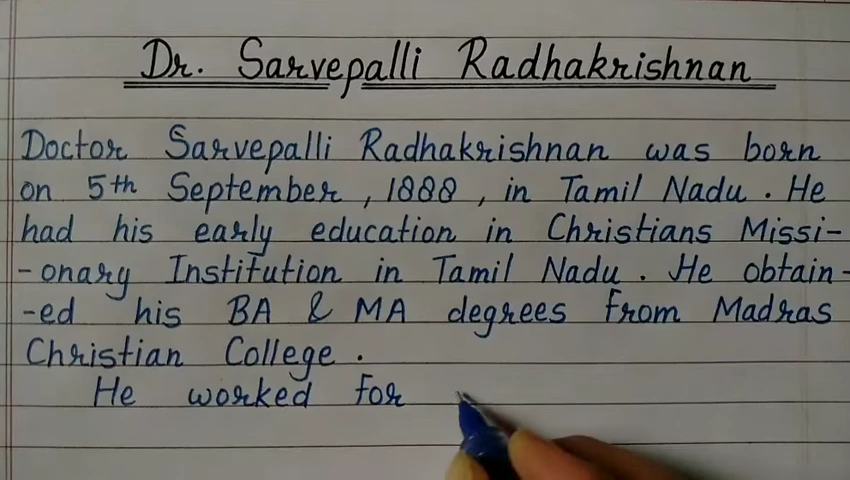 Dr. Sarvepalli Radhakrishnan
Doctor Sarvepalli Radhakrishnan was born
on 5th September, 1888, in Tamil Nadu. He
had his early education in Christians Missi-
-onary Institution in Tamil Nadu. He obtain-
-ed his BA & MA degrees from Madras
Christian College.
He worked for